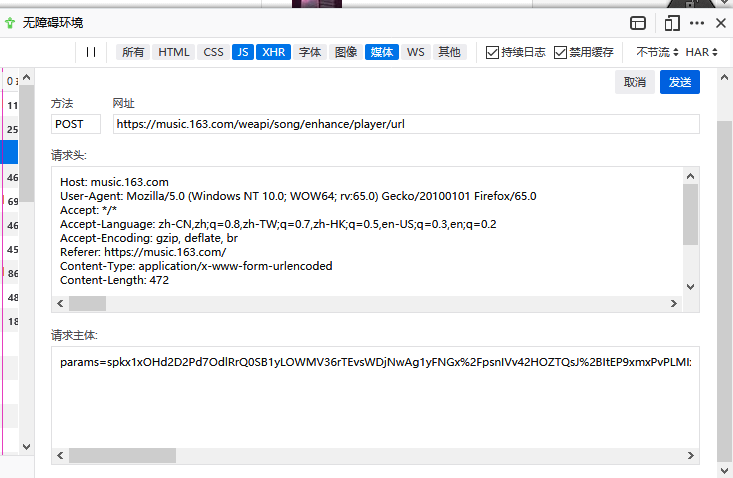 无障碍环境
所有 HTML CSS JS XHR 字体 图像 媒体 WS 其他 持续日志 禁用缓存 不节流 HAR
取消 发送
方法 网址
POST https://music.163.com/weapi/song/enhance/player/url
请求头:
Host: music.163.com
User-Agent: Mozilla/5.0 (Windows NT 10.0; WOW64; rv:65.0) Gecko/20100101 Firefox/65.0
Accept: */*
Accept-Language: zh-CN,zh;q=0.8,zh-TW;q=0.7,zh-HK;q=0.5,en-US;q=0.3,en;q=0.2
Accept-Encoding: gzip, deflate, br
Referer: https://music.163.com/
Content-Type: application/x-www-form-urlencoded
Content-Length: 472
请求主体:
params=spkx1xOHd2D2Pd7OdlRrQ0SB1yLOWMV36rTEvsWDjNwAg1yFNGx%2FpsnIVv42HOZTQsJ%2BItEP9xmxPvPLMI
0
11
25
46
69
46
45
86
48
18